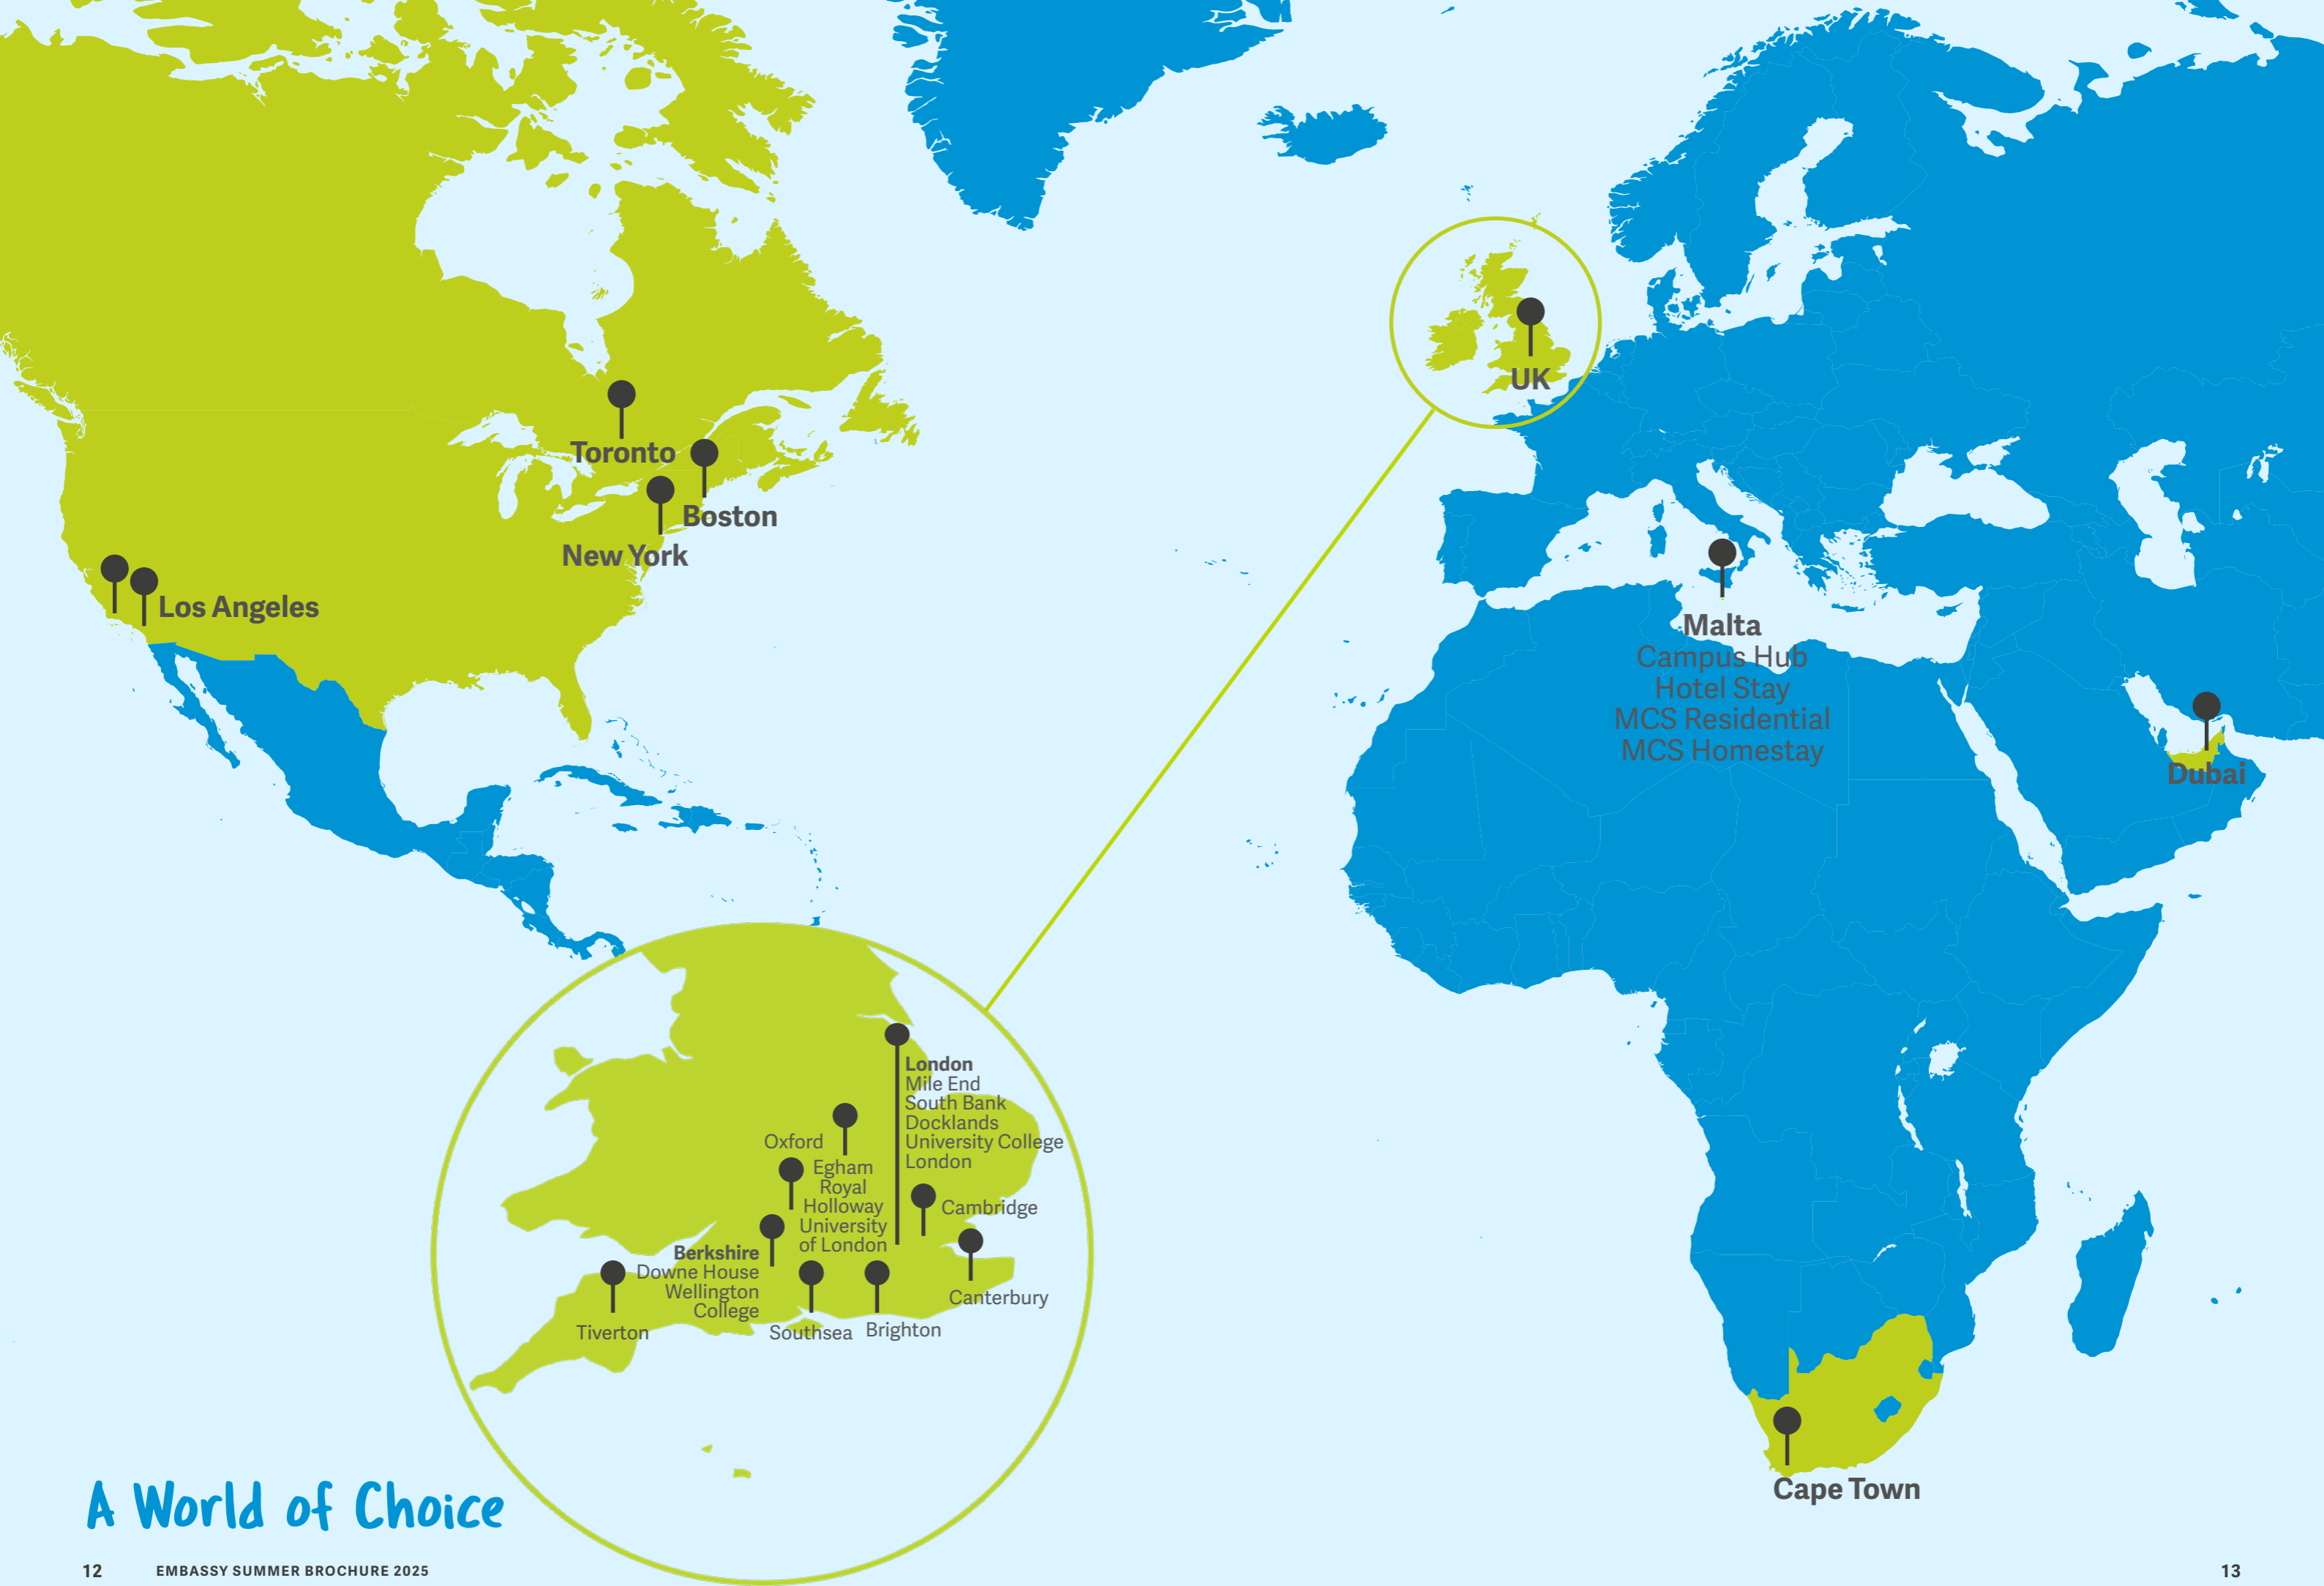 Toronto
Boston
New York
Los Angeles
UK
Malta
Campus Hub
Hotel Stay
MCS Residential
MCS Homestay
Dubai
London
Mile End
South Bank
Docklands
University College
London
Oxford
Egham
Royal
Holloway
University
of London
Cambridge
Berkshire
Downe House
Wellington
College
Canterbury
Tiverton
Southsea
Brighton
Cape Town
A World of Choice
12
EMBASSY SUMMER BROCHURE 2025
13